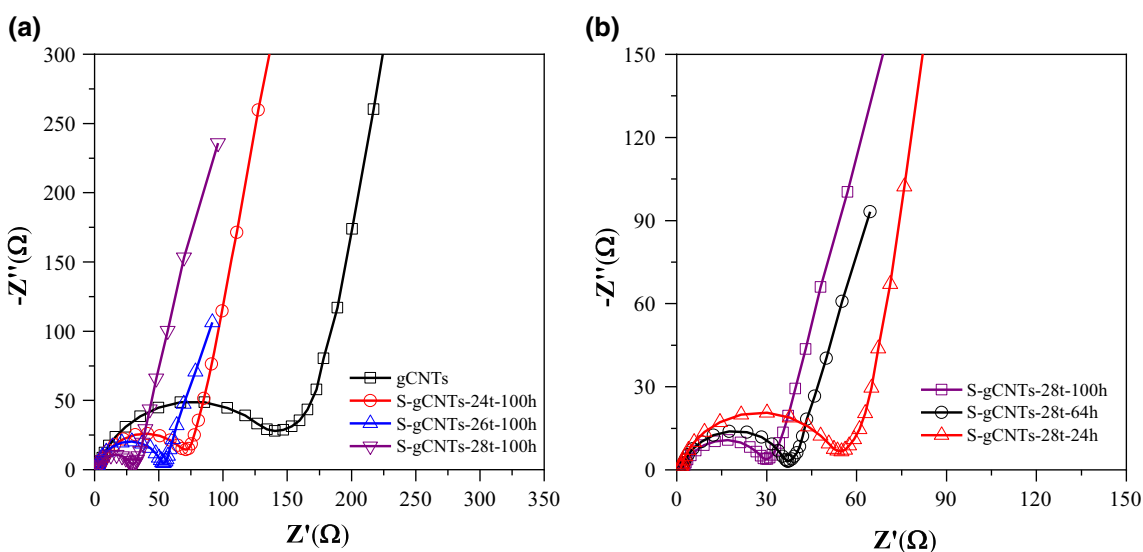 (a)
300
250
200
150
100
50
0
-Z''(Ω)
0
50
100
150
200
250
300
350
Z'(Ω)
gCNTs
S-gCNTs-24t-100h
S-gCNTs-26t-100h
S-gCNTs-28t-100h
(b)
150
120
90
60
30
0
-Z''(Ω)
0
30
60
90
120
150
Z'(Ω)
S-gCNTs-28t-100h
S-gCNTs-28t-64h
S-gCNTs-28t-24h